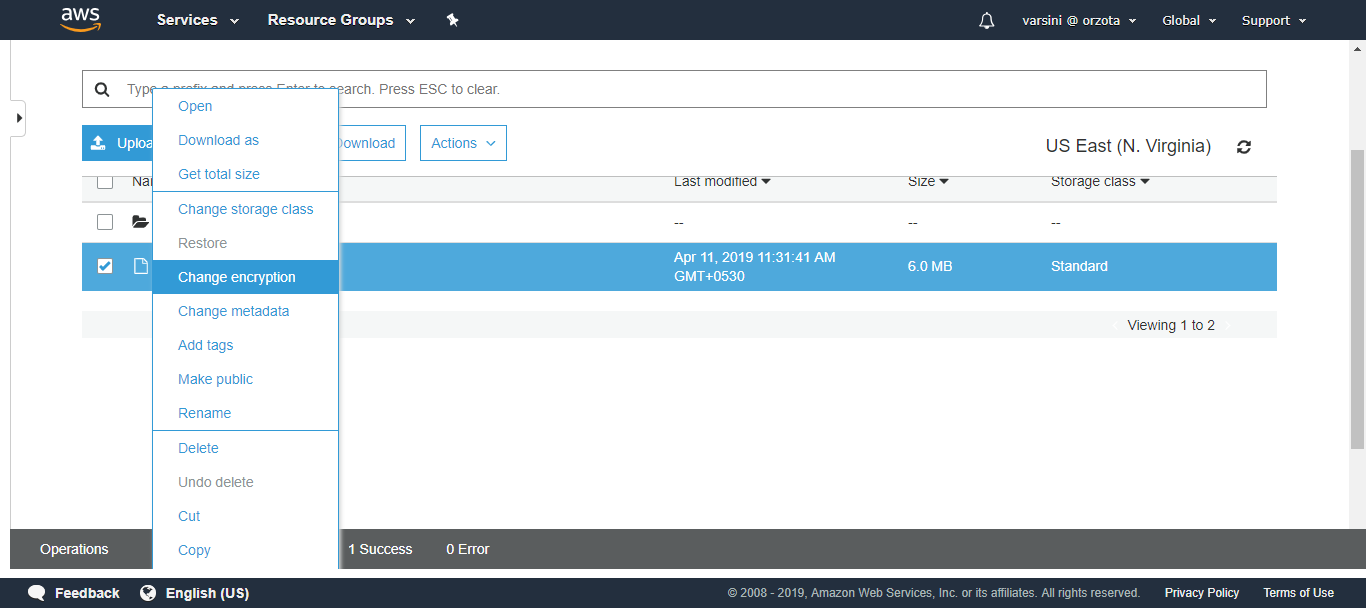 aws Services Resource Groups varsini @ orzota Global Support
Type a prefix and press Enter to search. Press ESC to clear.
Open
Download as
Get total size
Change storage class
Restore
Change encryption
Change metadata
Add tags
Make public
Rename
Delete
Undo delete
Cut
Copy
Download Actions US East (N. Virginia)
Last modified Size Storage class
-- -- --
Apr 11, 2019 11:31:41 AM
GMT+0530
6.0 MB Standard
Viewing 1 to 2
Operations 1 Success 0 Error
Feedback English (US) © 2008 - 2019, Amazon Web Services, Inc. or its affiliates. All rights reserved. Privacy Policy Terms of Use